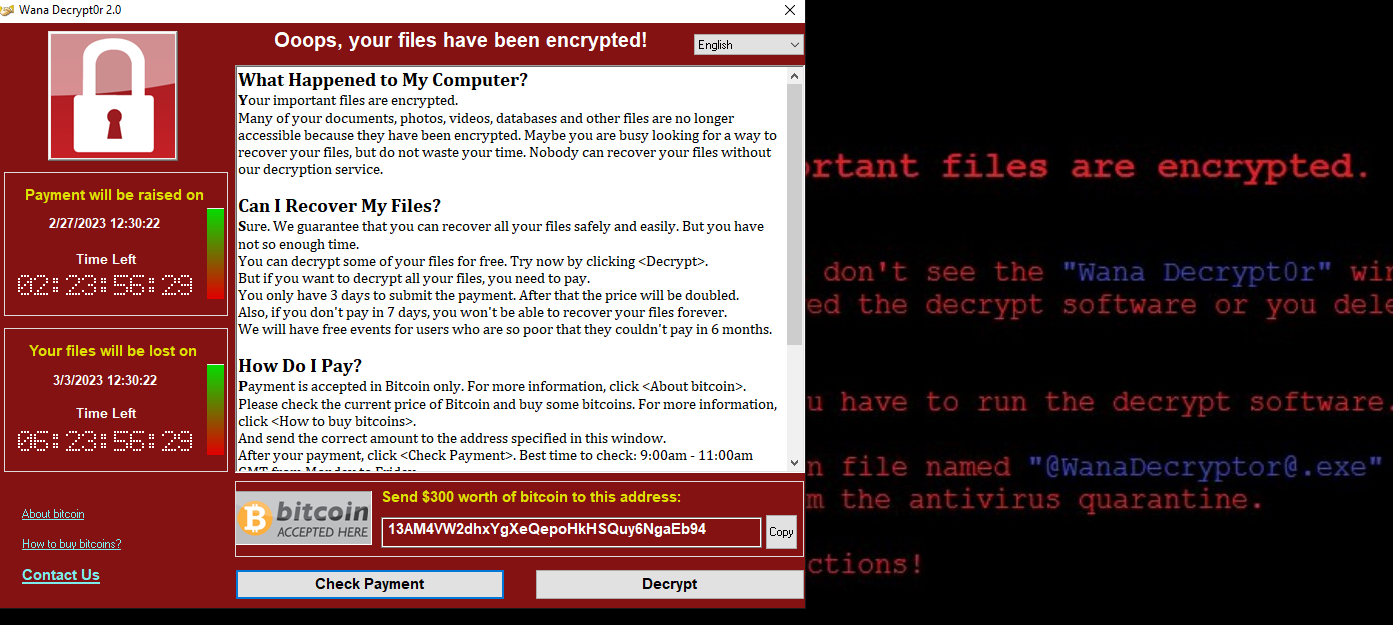 Wana Decrypt0r 2.0
Ooops, your files have been encrypted!
English
Payment will be raised on
2/27/2023 12:30:22
Time Left
02:23:56:29
Your files will be lost on
3/3/2023 12:30:22
Time Left
06:23:56:29
About bitcoin
How to buy bitcoins?
Contact Us
What Happened to My Computer?
Your important files are encrypted.
Many of your documents, photos, videos, databases and other files are no longer
accessible because they have been encrypted. Maybe you are busy looking for a way to
recover your files, but do not waste your time. Nobody can recover your files without
our decryption service.
Can I Recover My Files?
Sure. We guarantee that you can recover all your files safely and easily. But you have
not so enough time.
You can decrypt some of your files for free. Try now by clicking <Decrypt>.
But if you want to decrypt all your files, you need to pay.
You only have 3 days to submit the payment. After that the price will be doubled.
Also, if you don't pay in 7 days, you won't be able to recover your files forever.
We will have free events for users who are so poor that they couldn't pay in 6 months.
How Do I Pay?
Payment is accepted in Bitcoin only. For more information, click <About bitcoin>.
Please check the current price of Bitcoin and buy some bitcoins. For more information,
click <How to buy bitcoins>.
And send the correct amount to the address specified in this window.
After your payment, click <Check Payment>. Best time to check: 9:00am - 11:00am
GMT from Monday to Friday
bitcoin
ACCEPTED HERE
Send $300 worth of bitcoin to this address:
13AM4VW2dhxYgXeQepoHkHSQuy6NgaEb94
Copy
Check Payment
Decrypt
rtant files are encrypted.
don't see the "Wana Decrypt0r" win
ed the decrypt software or you dele
u have to run the decrypt software.
n file named "@WanaDecryptor@.exe"
m the antivirus quarantine.
ctions!